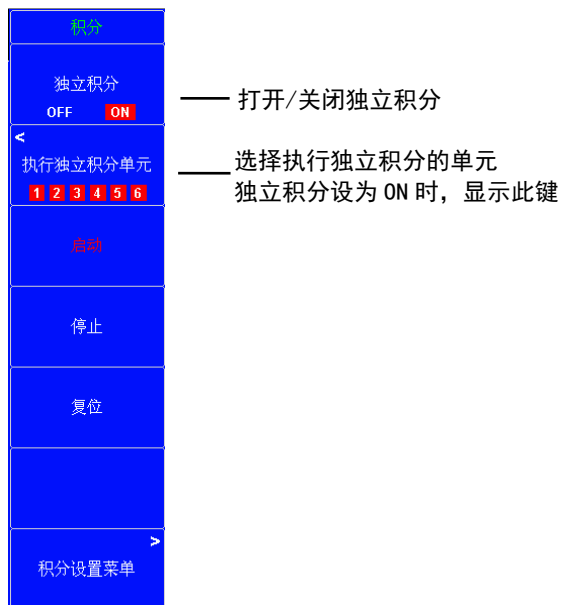 积分
独立积分
OFF ON
打开/关闭独立积分
<
执行独立积分单元
1 2 3 4 5 6
选择执行独立积分的单元
独立积分设为 ON 时，显示此键
启动
停止
复位
>
积分设置菜单